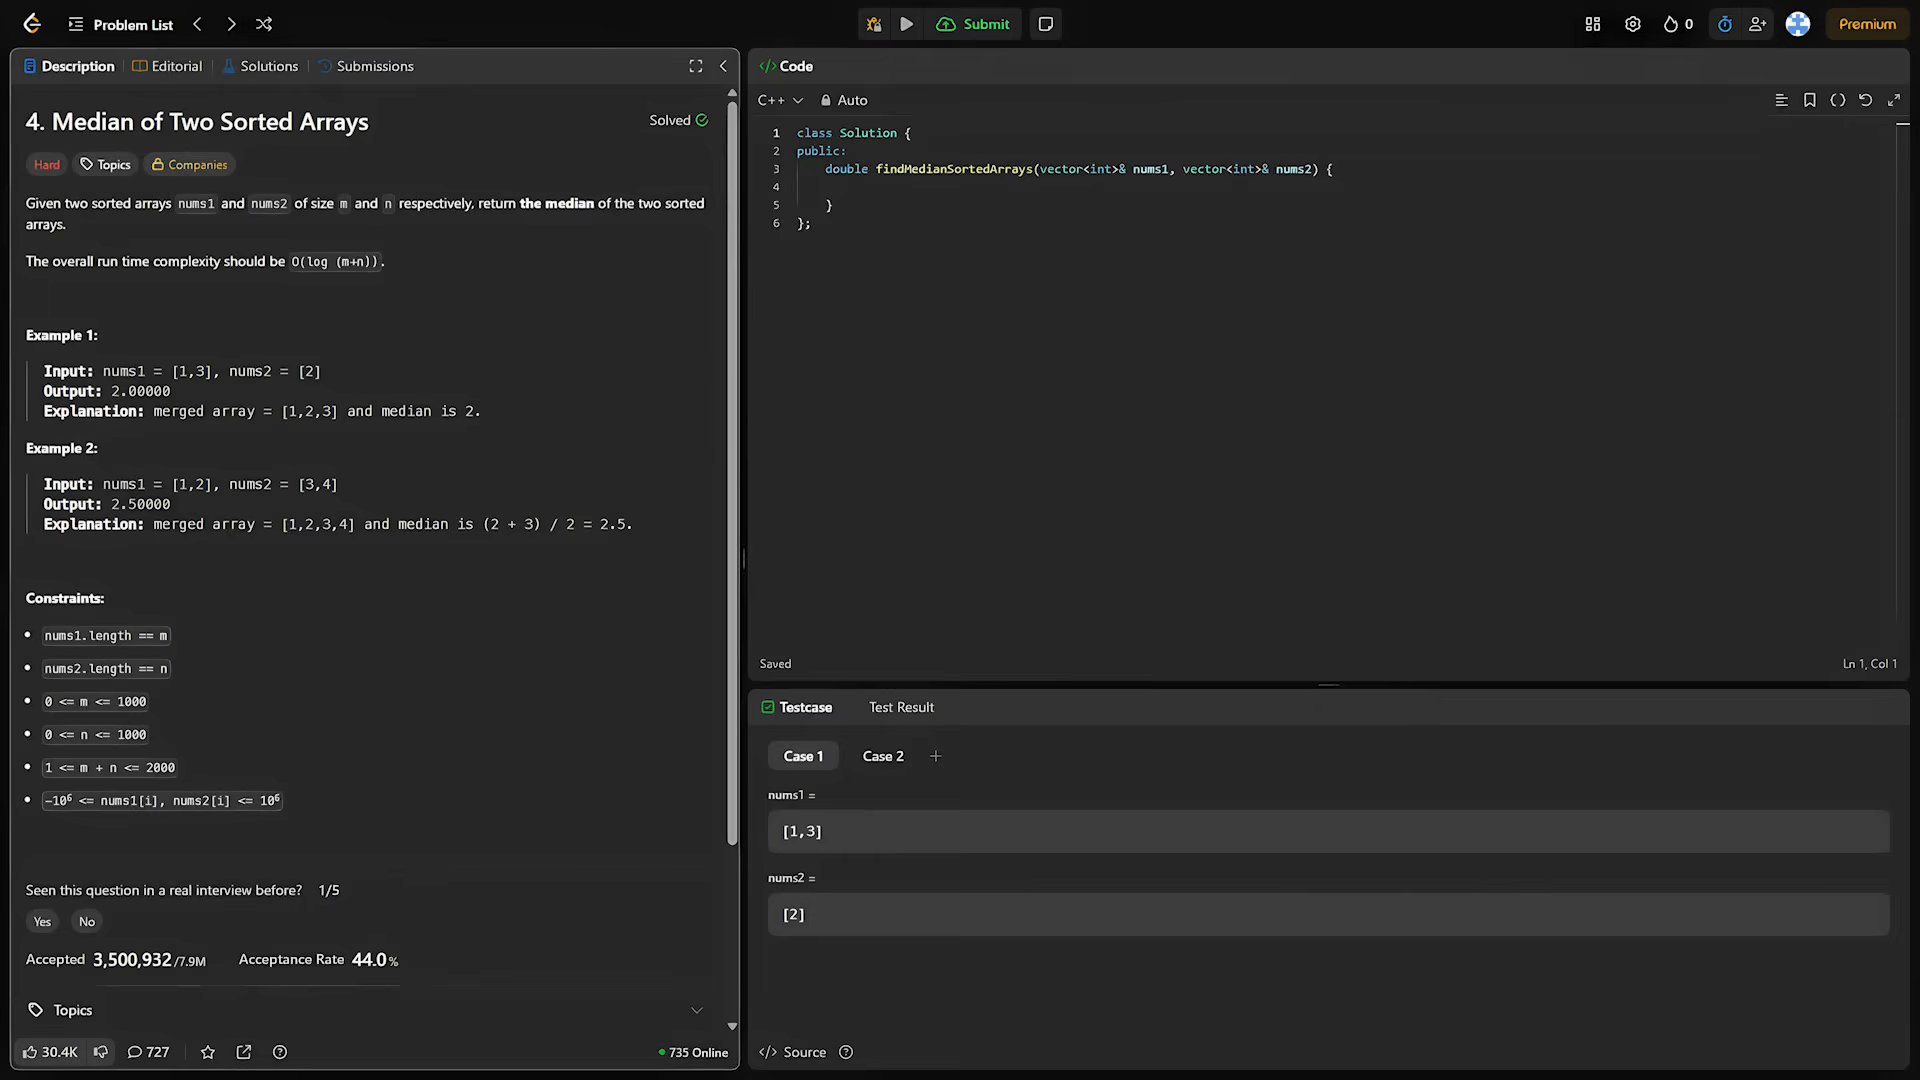 Problem List
Submit
0
Premium
Description
Editorial
Solutions
Submissions
4. Median of Two Sorted Arrays
Solved
Hard
Topics
Companies
Given two sorted arrays nums1 and nums2 of size m and n respectively, return the median of the two sorted
arrays.
The overall run time complexity should be O(log (m+n)).
Example 1:
Input: nums1 = [1,3], nums2 = [2]
Output: 2.00000
Explanation: merged array = [1,2,3] and median is 2.
Example 2:
Input: nums1 = [1,2], nums2 = [3,4]
Output: 2.50000
Explanation: merged array = [1,2,3,4] and median is (2 + 3) / 2 = 2.5.
Constraints:
nums1.length == m
nums2.length == n
0 <= m <= 1000
0 <= n <= 1000
1 <= m + n <= 2000
-10⁶ <= nums1[i], nums2[i] <= 10⁶
Seen this question in a real interview before? 1/5
Yes
No
Accepted 3,500,932/7.9M Acceptance Rate 44.0%
Topics
30.4K
727
735 Online
</> Code
C++
Auto
1 class Solution {
2 public:
3     double findMedianSortedArrays(vector<int>& nums1, vector<int>& nums2) {
4
5     }
6 };
Saved
Ln 1, Col 1
Testcase
Test Result
Case 1
Case 2
+
nums1 =
[1,3]
nums2 =
[2]
</> Source